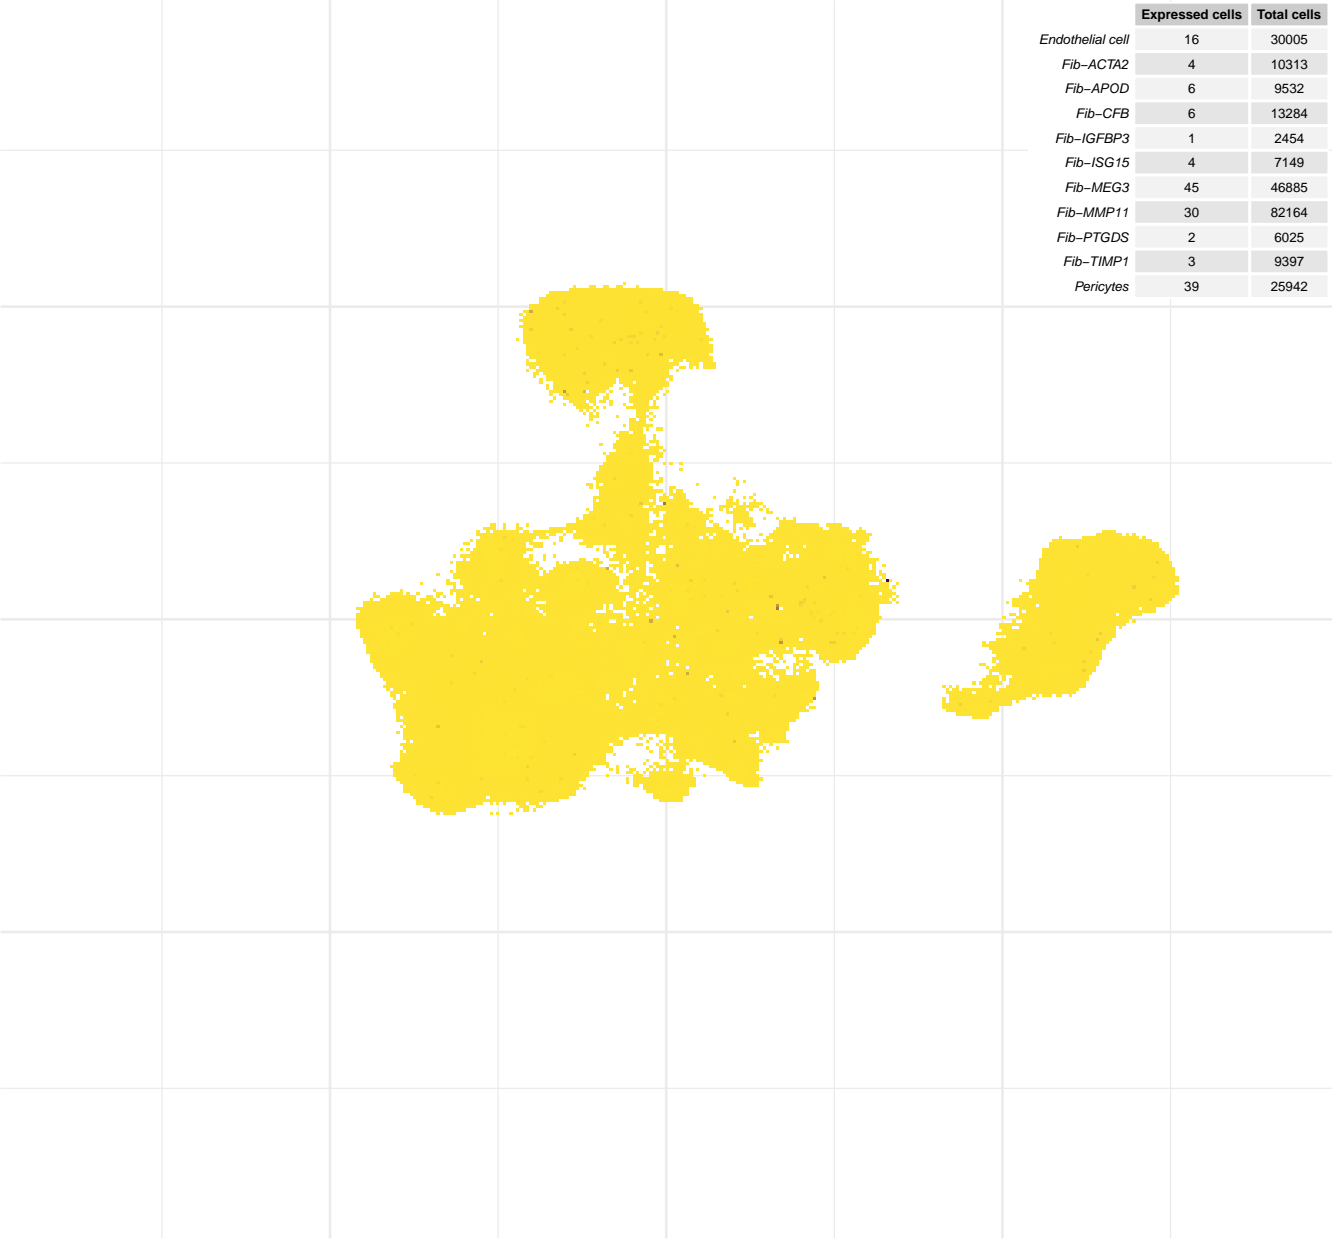 Expressed cells Total cells
Endothelial cell 16 30005
Fib−ACTA2 4 10313
Fib−APOD 6 9532
Fib−CFB 6 13284
Fib−IGFBP3 1 2454
Fib−ISG15 4 7149
Fib−MEG3 45 46885
Fib−MMP11 30 82164
Fib−PTGDS 2 6025
Fib−TIMP1 3 9397
Pericytes 39 25942